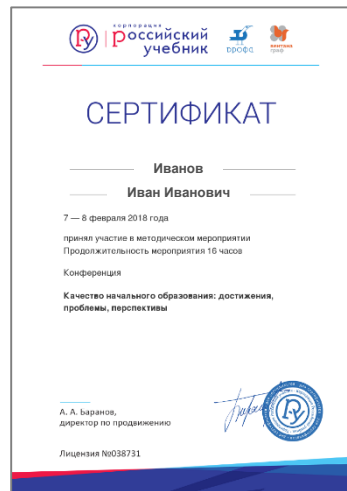 корпорация
российский
учебник
дрофа
вентана
граф
СЕРТИФИКАТ
Иванов
Иван Иванович
7 — 8 февраля 2018 года
принял участие в методическом мероприятии
Продолжительность мероприятия 16 часов
Конференция
Качество начального образования: достижения,
проблемы, перспективы
А. А. Баранов,
директор по продвижению
Лицензия №038731